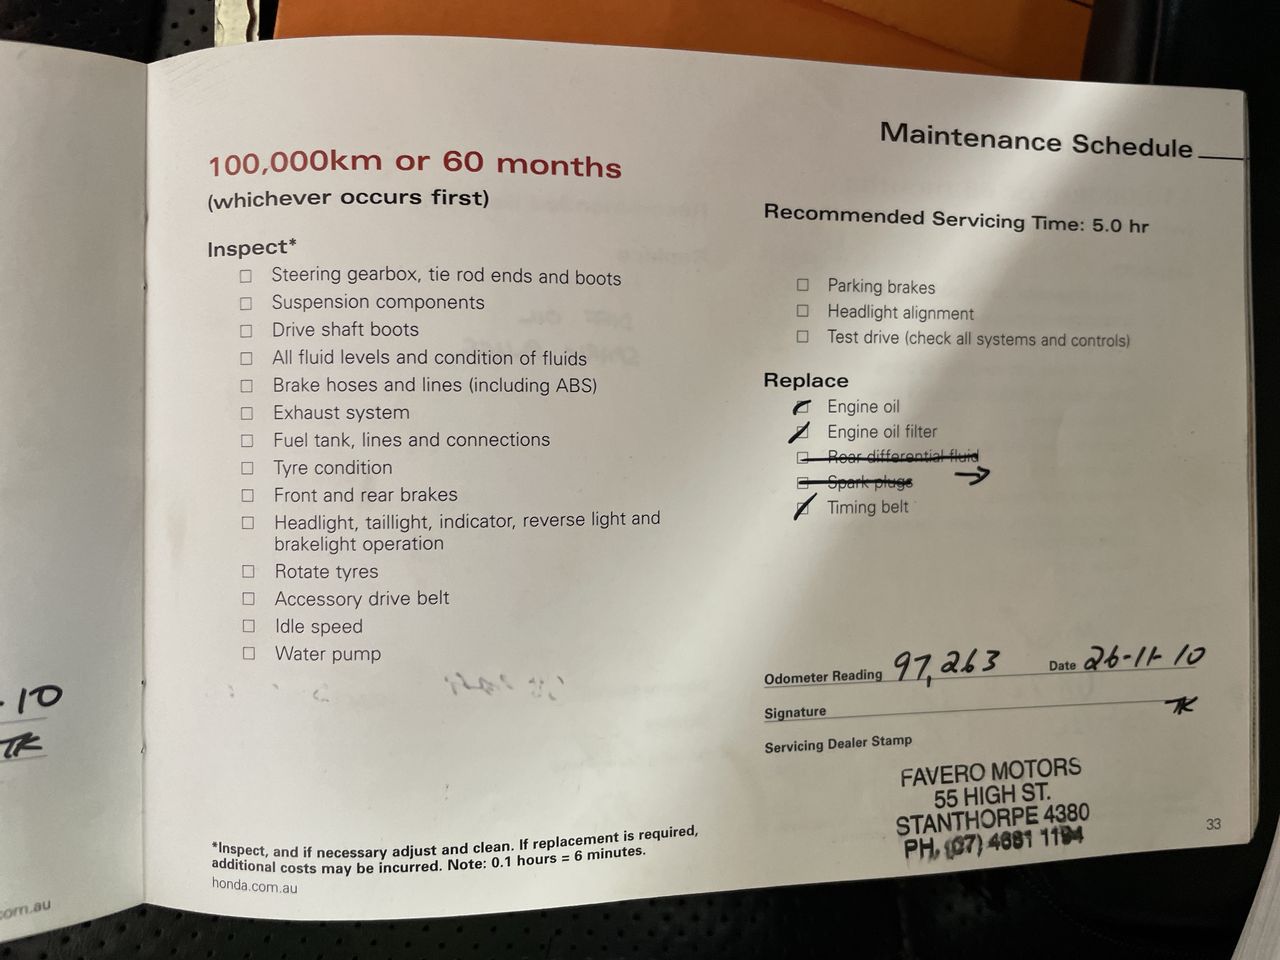 Maintenance Schedule
100,000km or 60 months
(whichever occurs first)
Recommended Servicing Time: 5.0 hr
Inspect*
Steering gearbox, tie rod ends and boots
Suspension components
Drive shaft boots
All fluid levels and condition of fluids
Brake hoses and lines (including ABS)
Exhaust system
Fuel tank, lines and connections
Tyre condition
Front and rear brakes
Headlight, taillight, indicator, reverse light and
brakelight operation
Rotate tyres
Accessory drive belt
Idle speed
Water pump
Parking brakes
Headlight alignment
Test drive (check all systems and controls)
Replace
Engine oil
Engine oil filter
Rear differential fluid
Spark plugs
Timing belt
Odometer Reading 97,263 Date 26-11-10
Signature TK
Servicing Dealer Stamp
FAVERO MOTORS
55 HIGH ST.
STANTHORPE 4380
PH. (07) 4681 1194
*Inspect, and if necessary adjust and clean. If replacement is required,
additional costs may be incurred. Note: 0.1 hours = 6 minutes.
honda.com.au
33
-10
TK
com.au